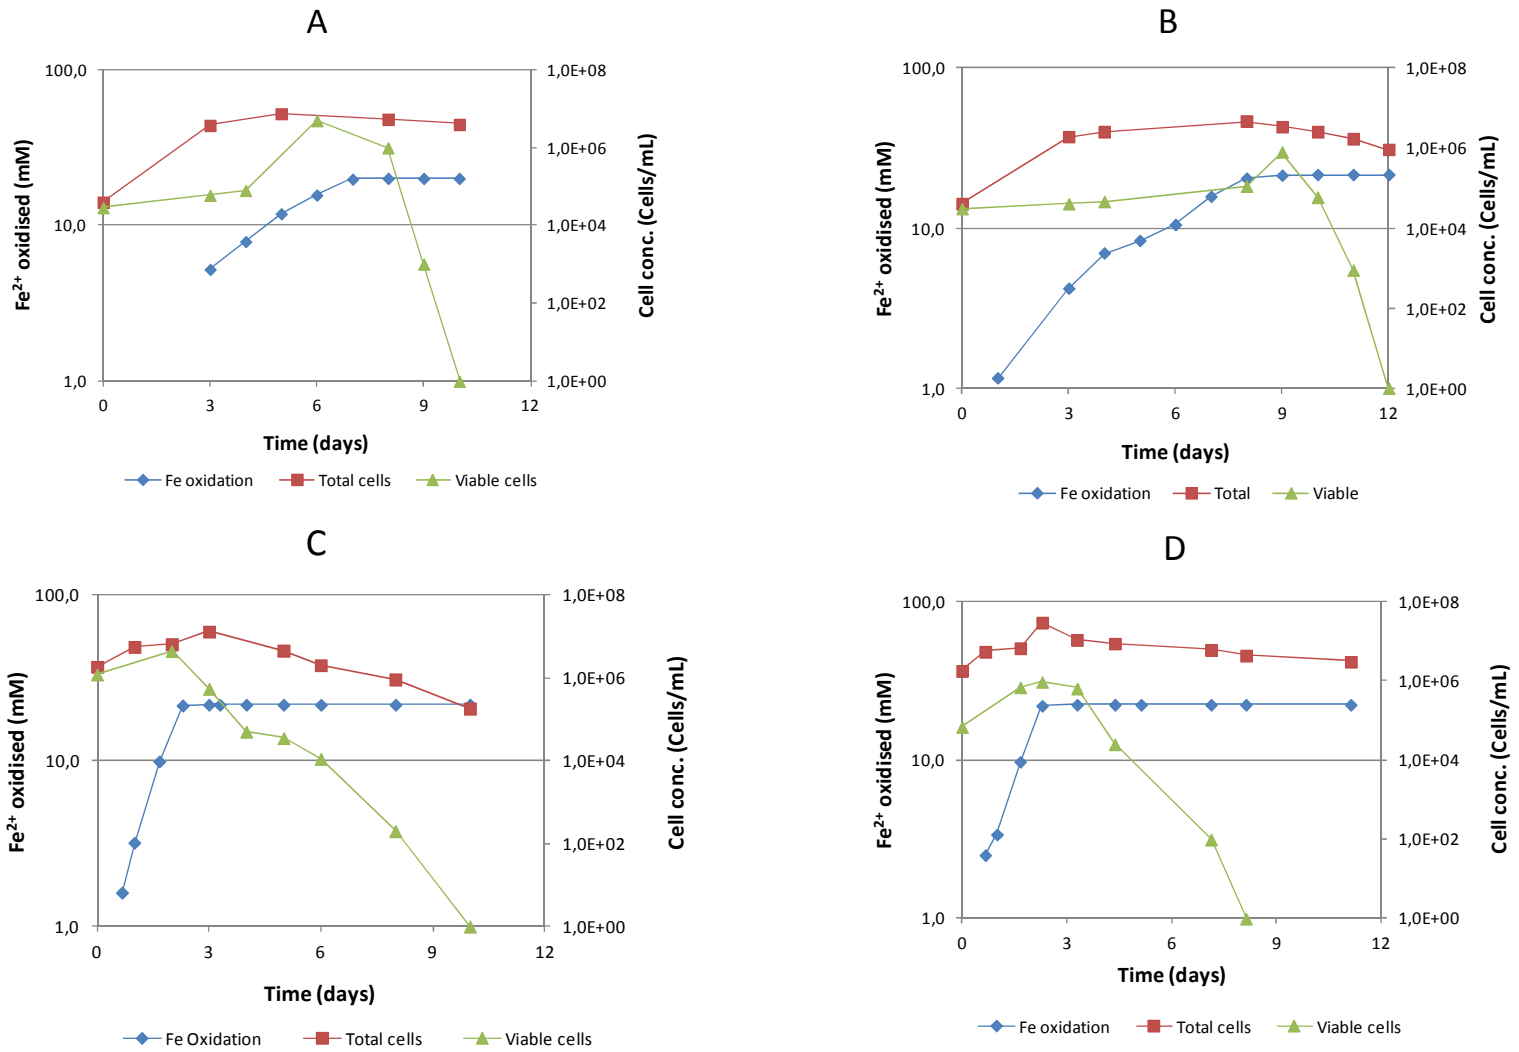 A
100,0
10,0
1,0
Fe2+ oxidised (mM)
1,0E+08
1,0E+06
1,0E+04
1,0E+02
1,0E+00
Cell conc. (Cells/mL)
0 3 6 9 12
Time (days)
Fe oxidation Total cells Viable cells
B
100,0
10,0
1,0
Fe2+ oxidised (mM)
1,0E+08
1,0E+06
1,0E+04
1,0E+02
1,0E+00
Cell conc. (Cells/mL)
0 3 6 9 12
Time (days)
Fe oxidation Total Viable
C
100,0
10,0
1,0
Fe2+ oxidised (mM)
1,0E+08
1,0E+06
1,0E+04
1,0E+02
1,0E+00
Cell conc. (Cells/mL)
0 3 6 9 12
Time (days)
Fe Oxidation Total cells Viable cells
D
100,0
10,0
1,0
Fe2+ oxidised (mM)
1,0E+08
1,0E+06
1,0E+04
1,0E+02
1,0E+00
Cell conc. (Cells/mL)
0 3 6 9 12
Time (days)
Fe oxidation Total cells Viable cells